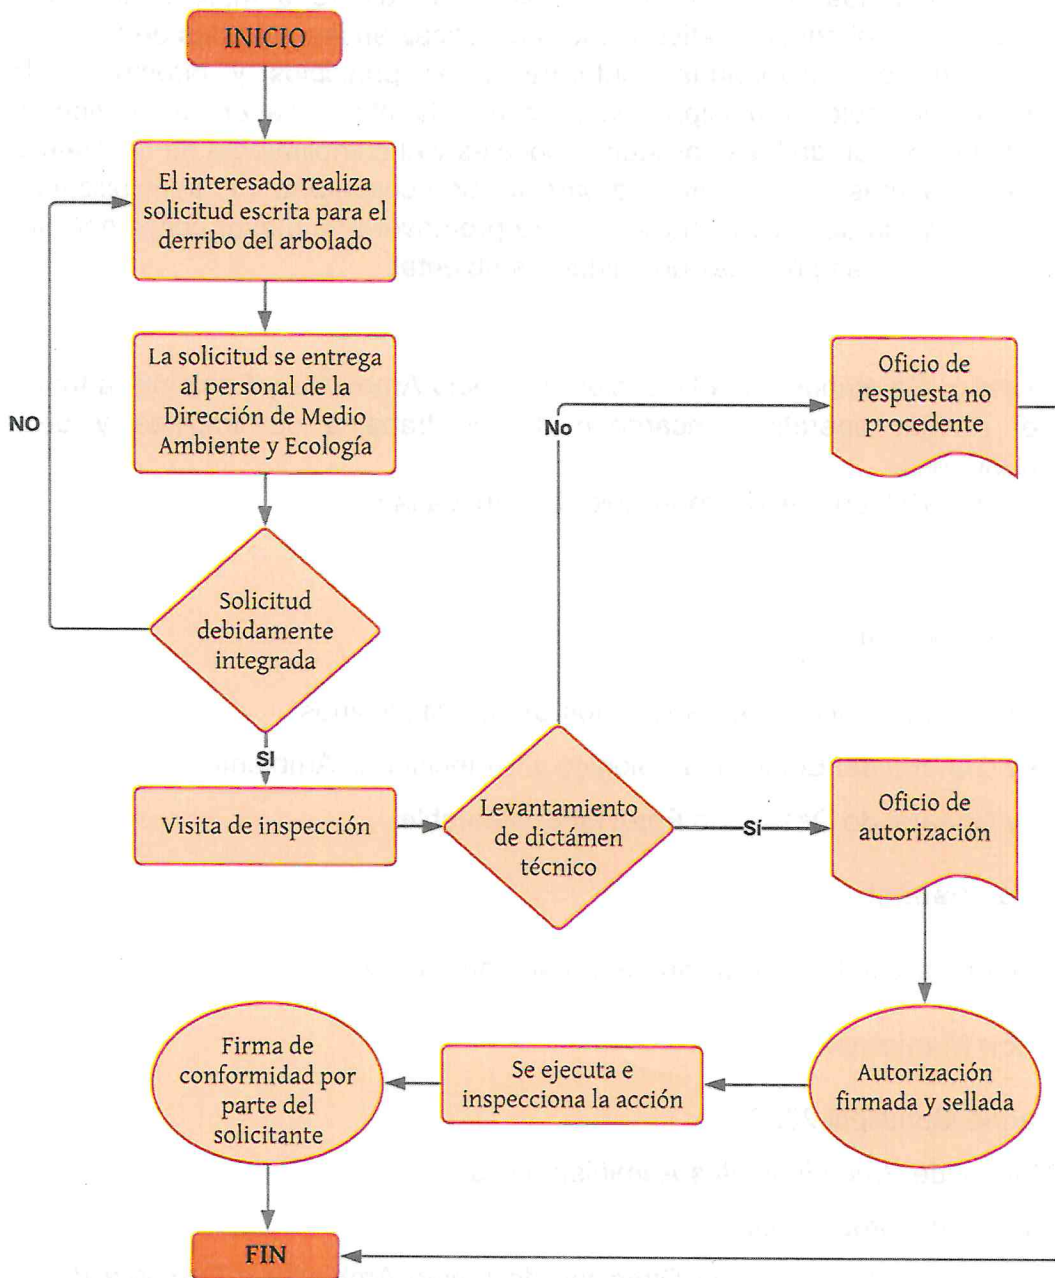 INICIO
El interesado realiza
solicitud escrita para el
derribo del arbolado
La solicitud se entrega
al personal de la
Dirección de Medio
Ambiente y Ecología
NO
Solicitud
debidamente
integrada
SI
Visita de inspección
Levantamiento
de dictámen
técnico
No
Oficio de
respuesta no
procedente
Sí
Oficio de
autorización
Autorización
firmada y sellada
Se ejecuta e
inspecciona la acción
Firma de
conformidad por
parte del
solicitante
FIN